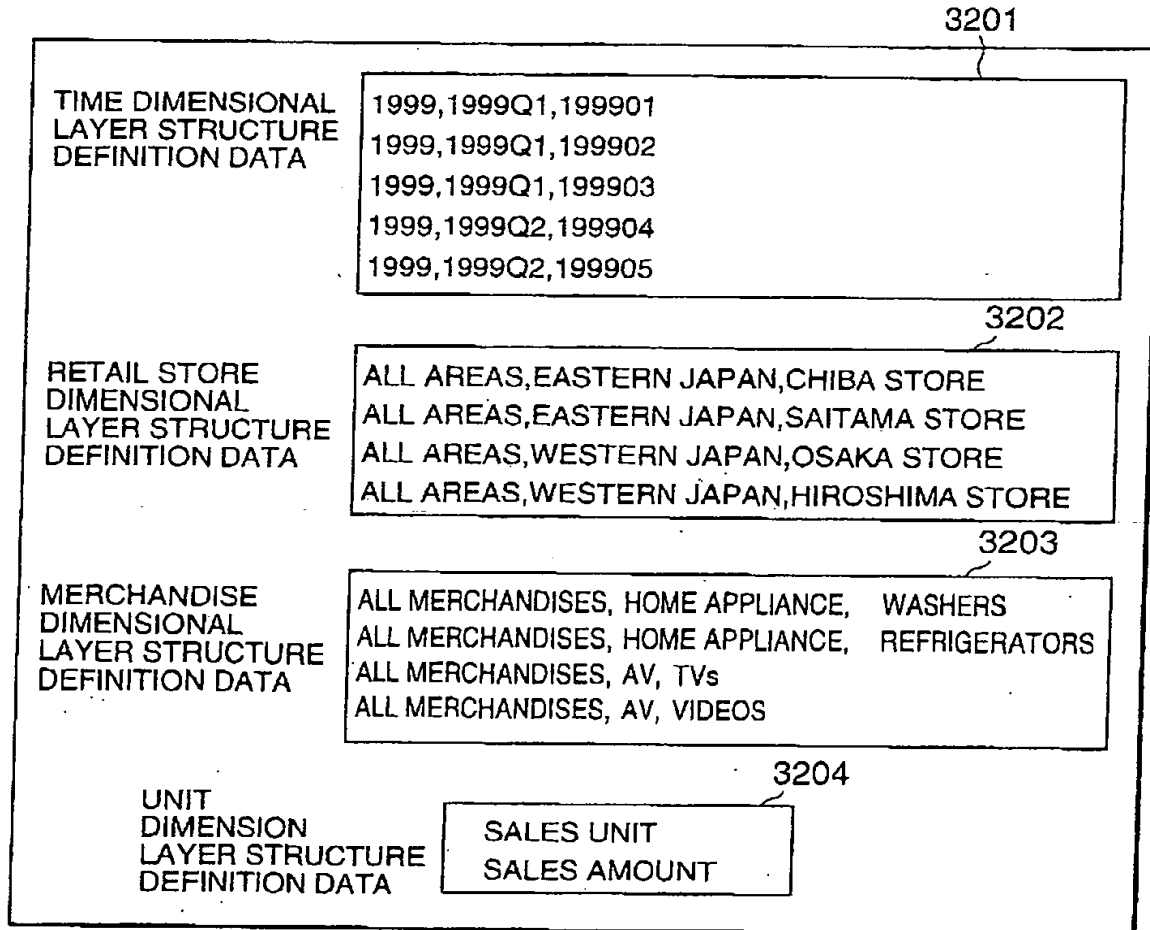 3201
TIME DIMENSIONAL
LAYER STRUCTURE
DEFINITION DATA
1999,1999Q1,199901
1999,1999Q1,199902
1999,1999Q1,199903
1999,1999Q2,199904
1999,1999Q2,199905
3202
RETAIL STORE
DIMENSIONAL
LAYER STRUCTURE
DEFINITION DATA
ALL AREAS,EASTERN JAPAN,CHIBA STORE
ALL AREAS,EASTERN JAPAN,SAITAMA STORE
ALL AREAS,WESTERN JAPAN,OSAKA STORE
ALL AREAS,WESTERN JAPAN,HIROSHIMA STORE
3203
MERCHANDISE
DIMENSIONAL
LAYER STRUCTURE
DEFINITION DATA
ALL MERCHANDISES, HOME APPLIANCE, WASHERS
ALL MERCHANDISES, HOME APPLIANCE, REFRIGERATORS
ALL MERCHANDISES, AV, TVs
ALL MERCHANDISES, AV, VIDEOS
3204
UNIT
DIMENSION
LAYER STRUCTURE
DEFINITION DATA
SALES UNIT
SALES AMOUNT